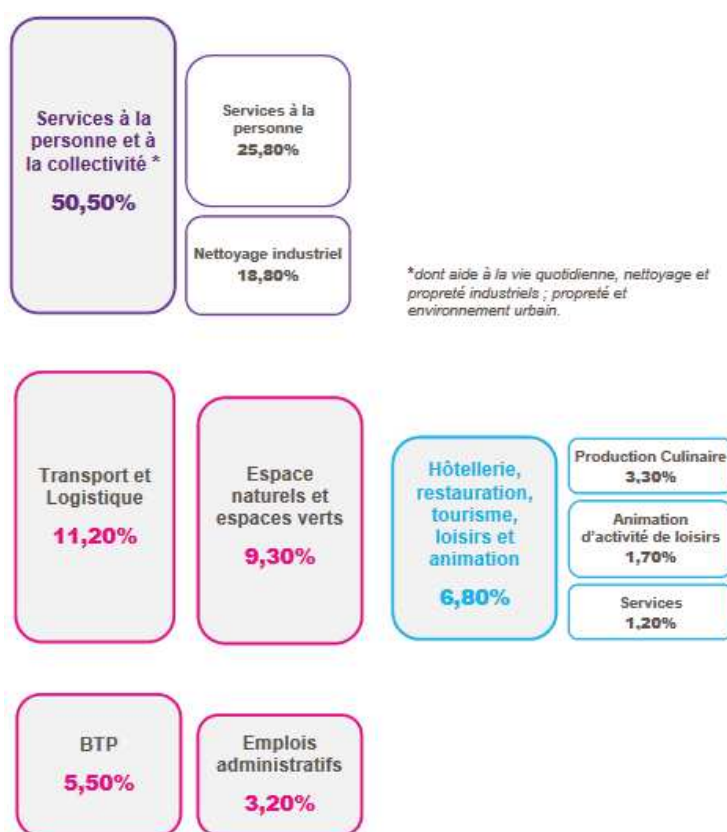 Services à la
personne et à
la collectivité *
50,50%
Services à la
personne
25,80%
Nettoyage industriel
18,80%
*dont aide à la vie quotidienne, nettoyage et
propreté industriels ; propreté et
environnement urbain.
Transport et
Logistique
11,20%
Espace
naturels et
espaces verts
9,30%
Hôtellerie,
restauration,
tourisme,
loisirs et
animation
6,80%
Production Culinaire
3,30%
Animation
d'activité de loisirs
1,70%
Services
1,20%
BTP
5,50%
Emplois
administratifs
3,20%